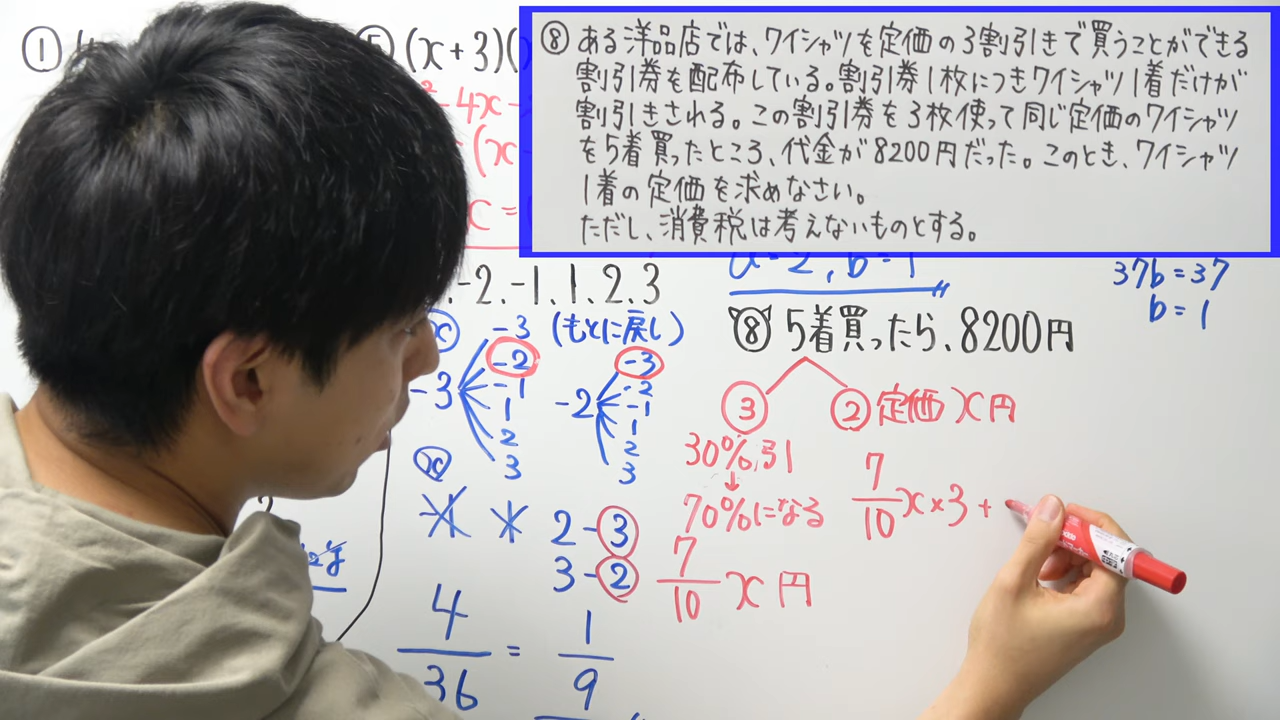 ⑧ ある洋品店では、ワイシャツを定価の3割引きで買うことができる
割引券を配布している。割引券1枚につきワイシャツ1着だけが
割引きされる。この割引券を3枚使って同じ定価のワイシャツ
を5着買ったところ、代金が8200円だった。このとき、ワイシャツ
1着の定価を求めなさい。
ただし、消費税は考えないものとする。
①
(x+3)(
4x
=(x
a=2, b=1
37b=37
b=1
-2.-1.1.2.3
⑧ 5着買ったら、8200円
③ ② 定価x円
30%引
↓
70%になる
7/10 x円
7/10 x×3+
x
-3 (もとに戻し)
-3
-2
-1
1
2
3
-2
-3
-2
-1
1
2
3
x
2-③
3-②
4/36 = 1/9